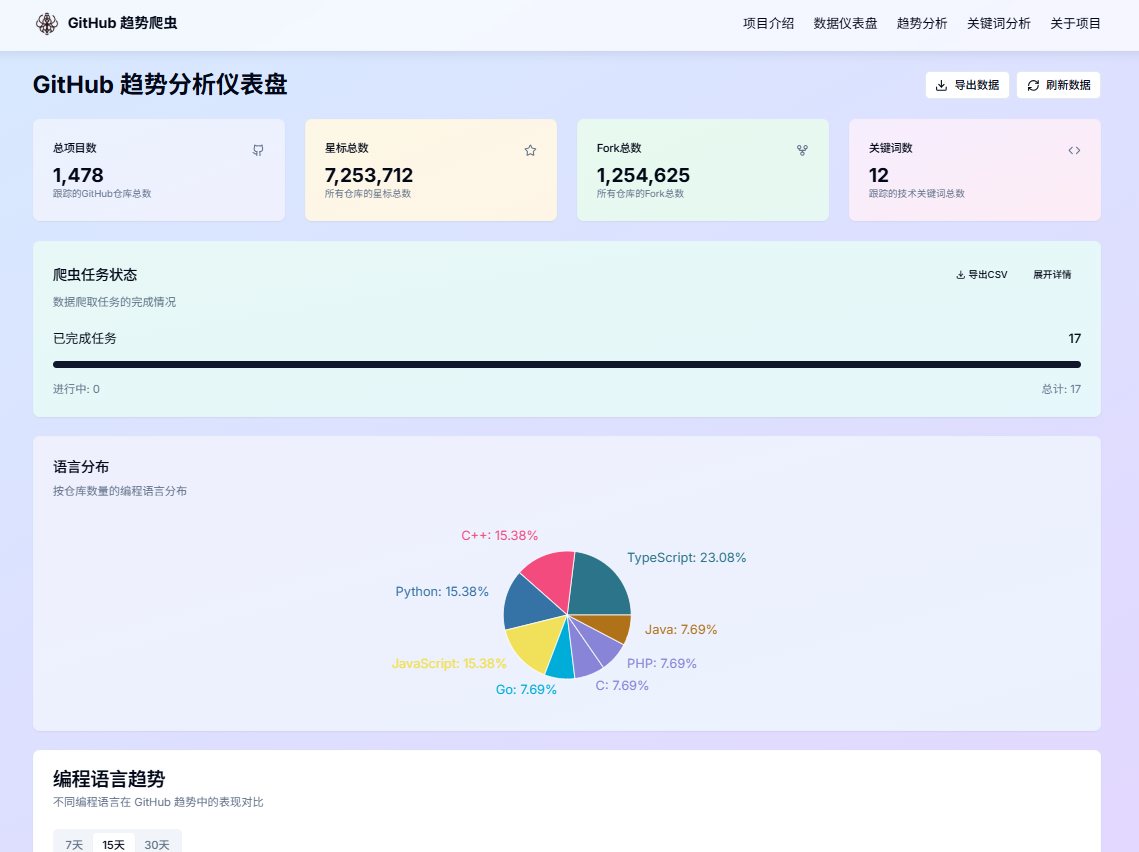 GitHub 趋势爬虫
项目介绍 数据仪表盘 趋势分析 关键词分析 关于项目
GitHub 趋势分析仪表盘
导出数据 刷新数据
总项目数
1,478
跟踪的GitHub仓库总数
星标总数
7,253,712
所有仓库的星标总数
Fork总数
1,254,625
所有仓库的Fork总数
关键词数
12
跟踪的技术关键词总数
爬虫任务状态
导出CSV 展开详情
数据爬取任务的完成情况
已完成任务 17
进行中: 0 总计: 17
语言分布
按仓库数量的编程语言分布
C++: 15.38%
TypeScript: 23.08%
Python: 15.38%
Java: 7.69%
JavaScript: 15.38%
PHP: 7.69%
C: 7.69%
Go: 7.69%
编程语言趋势
不同编程语言在 GitHub 趋势中的表现对比
7天 15天 30天